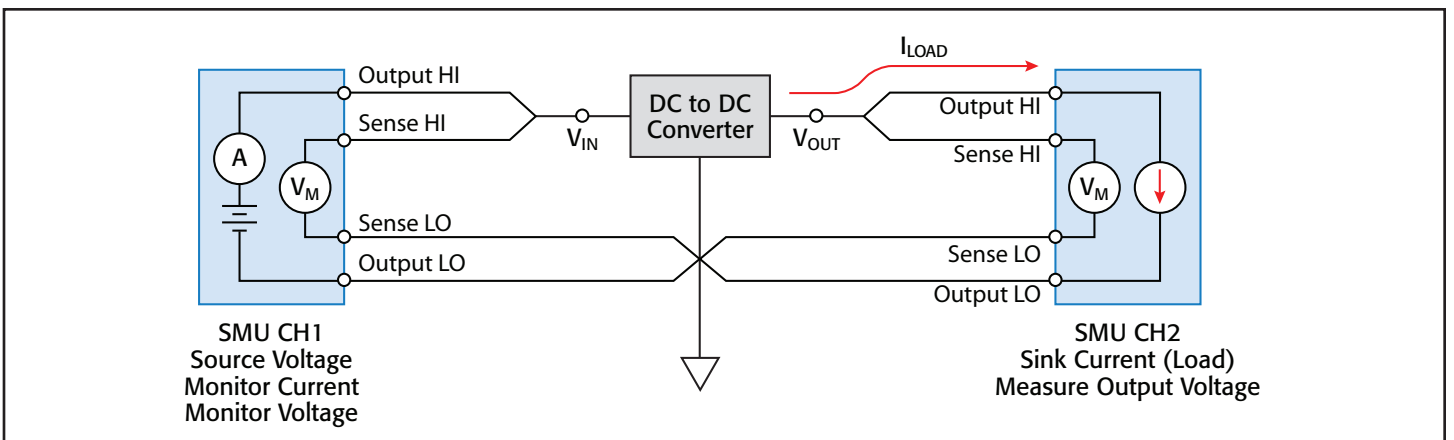 I_LOAD
Output HI
Sense HI
A
V_M
Sense LO
Output LO
V_IN
DC to DC
Converter
V_OUT
Output HI
Sense HI
V_M
Sense LO
Output LO
SMU CH1
Source Voltage
Monitor Current
Monitor Voltage
SMU CH2
Sink Current (Load)
Measure Output Voltage